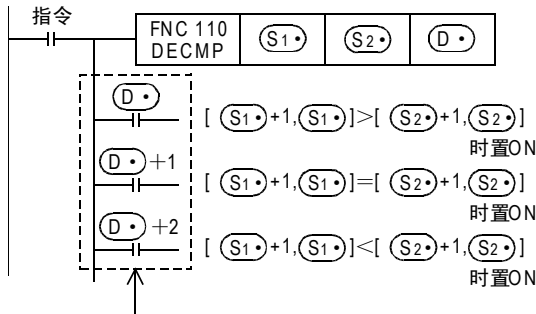 指令
FNC 110
DECMP
S1• S2• D•
D•
[ S1•+1,S1•]>[ S2•+1,S2•]
时置ON
D•+1
[ S1•+1,S1•]=[ S2•+1,S2•]
时置ON
D•+2
[ S1•+1,S1•]<[ S2•+1,S2•]
时置ON